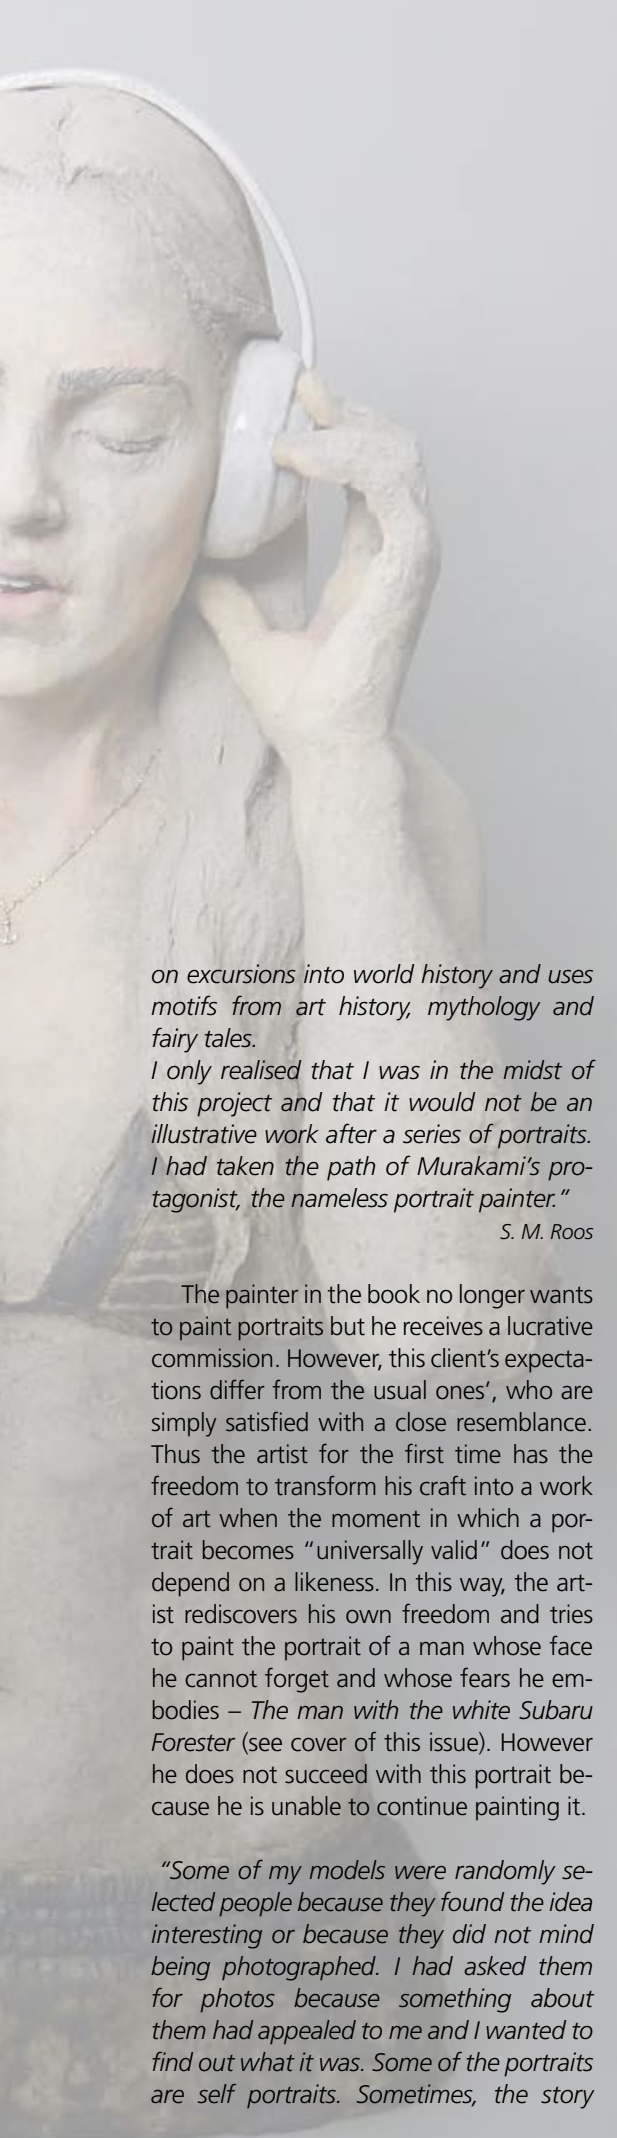 on excursions into world history and uses
motifs from art history, mythology and
fairy tales.
I only realised that I was in the midst of
this project and that it would not be an
illustrative work after a series of portraits.
I had taken the path of Murakami’s pro-
tagonist, the nameless portrait painter.”
S. M. Roos
The painter in the book no longer wants
to paint portraits but he receives a lucrative
commission. However, this client’s expecta-
tions differ from the usual ones’, who are
simply satisfied with a close resemblance.
Thus the artist for the first time has the
freedom to transform his craft into a work
of art when the moment in which a por-
trait becomes “universally valid” does not
depend on a likeness. In this way, the art-
ist rediscovers his own freedom and tries
to paint the portrait of a man whose face
he cannot forget and whose fears he em-
bodies – The man with the white Subaru
Forester (see cover of this issue). However
he does not succeed with this portrait be-
cause he is unable to continue painting it.
“Some of my models were randomly se-
lected people because they found the idea
interesting or because they did not mind
being photographed. I had asked them
for photos because something about
them had appealed to me and I wanted to
find out what it was. Some of the portraits
are self portraits. Sometimes, the story